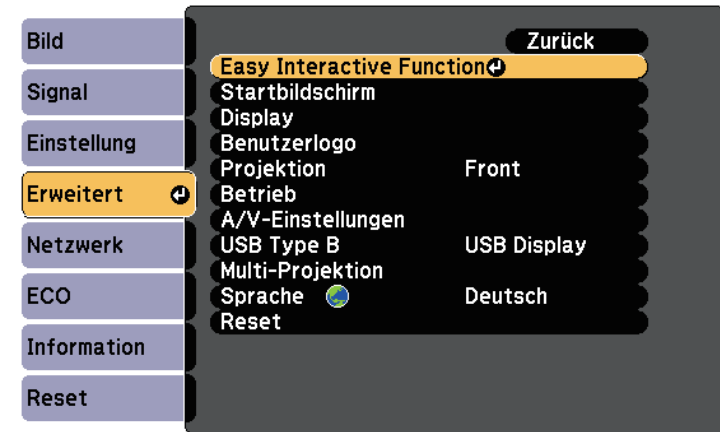 Bild
Signal
Einstellung
Erweitert
Netzwerk
ECO
Information
Reset
Zurück
Easy Interactive Function
Startbildschirm
Display
Benutzerlogo
Projektion Front
Betrieb
A/V-Einstellungen
USB Type B USB Display
Multi-Projektion
Sprache Deutsch
Reset